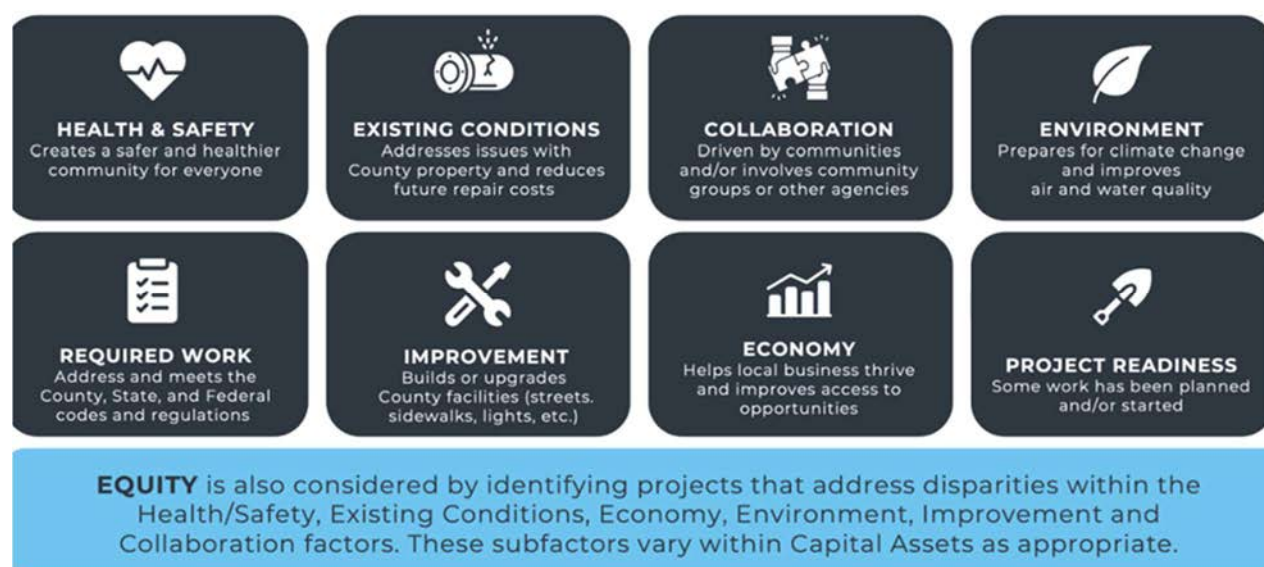 HEALTH & SAFETY
Creates a safer and healthier
community for everyone
EXISTING CONDITIONS
Addresses issues with
County property and reduces
future repair costs
COLLABORATION
Driven by communities
and/or involves community
groups or other agencies
ENVIRONMENT
Prepares for climate change
and improves
air and water quality
REQUIRED WORK
Address and meets the
County, State, and Federal
codes and regulations
IMPROVEMENT
Builds or upgrades
County facilities (streets.
sidewalks, lights, etc.)
ECONOMY
Helps local business thrive
and improves access to
opportunities
PROJECT READINESS
Some work has been planned
and/or started
EQUITY is also considered by identifying projects that address disparities within the
Health/Safety, Existing Conditions, Economy, Environment, Improvement and
Collaboration factors. These subfactors vary within Capital Assets as appropriate.